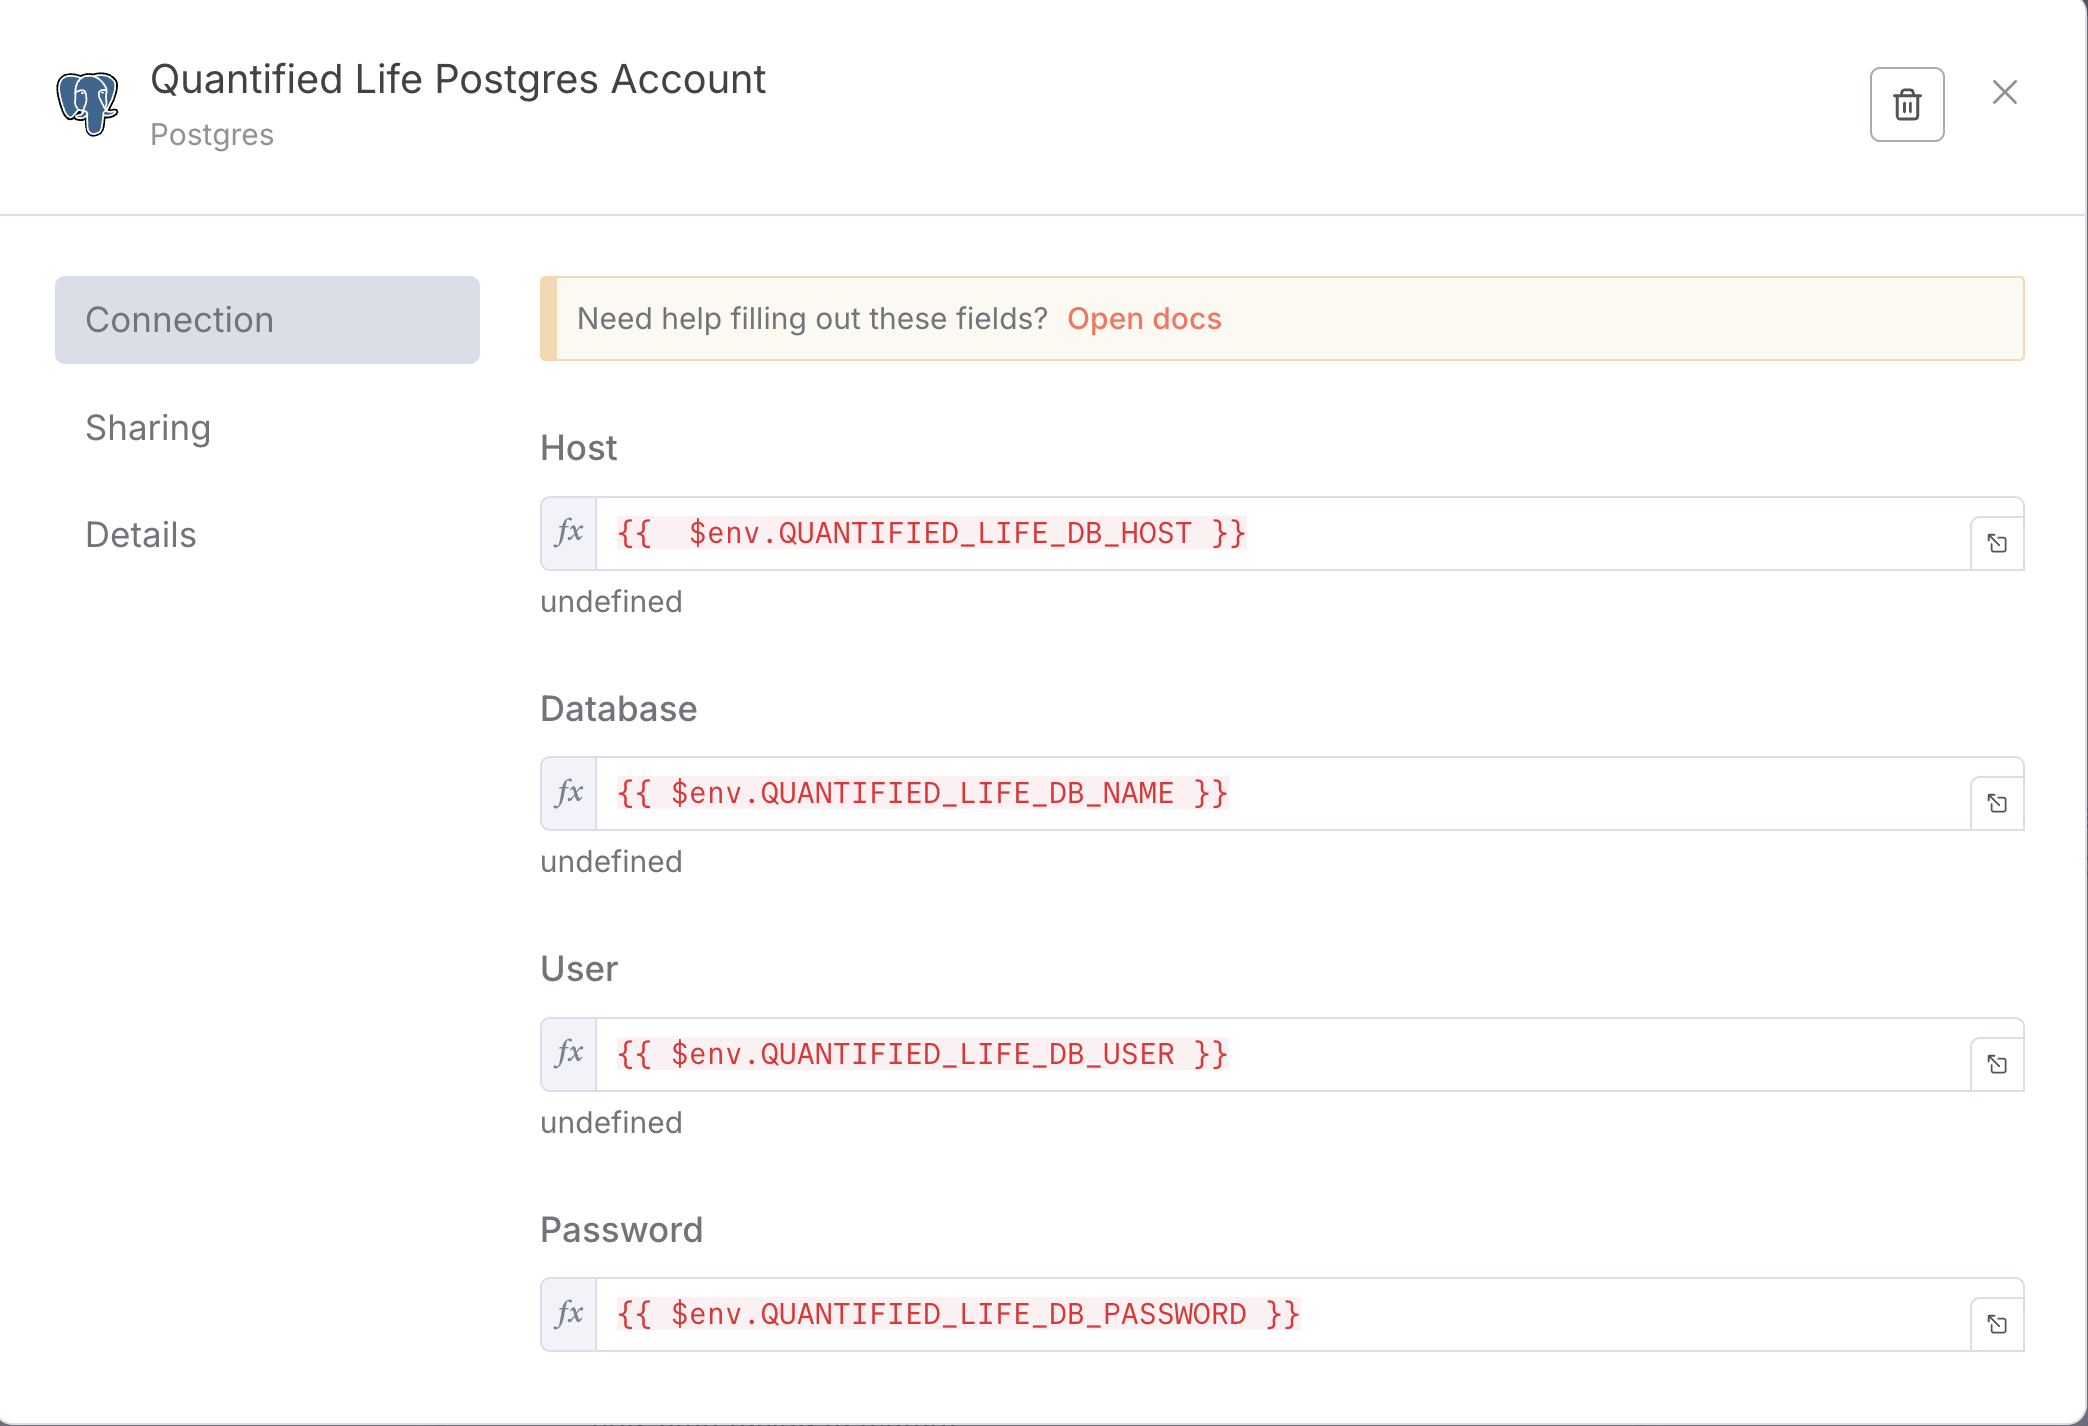 Quantified Life Postgres Account
Postgres
Connection
Sharing
Details
Need help filling out these fields? Open docs
Host
fx {{  $env.QUANTIFIED_LIFE_DB_HOST }}
undefined
Database
fx {{ $env.QUANTIFIED_LIFE_DB_NAME }}
undefined
User
fx {{ $env.QUANTIFIED_LIFE_DB_USER }}
undefined
Password
fx {{ $env.QUANTIFIED_LIFE_DB_PASSWORD }}